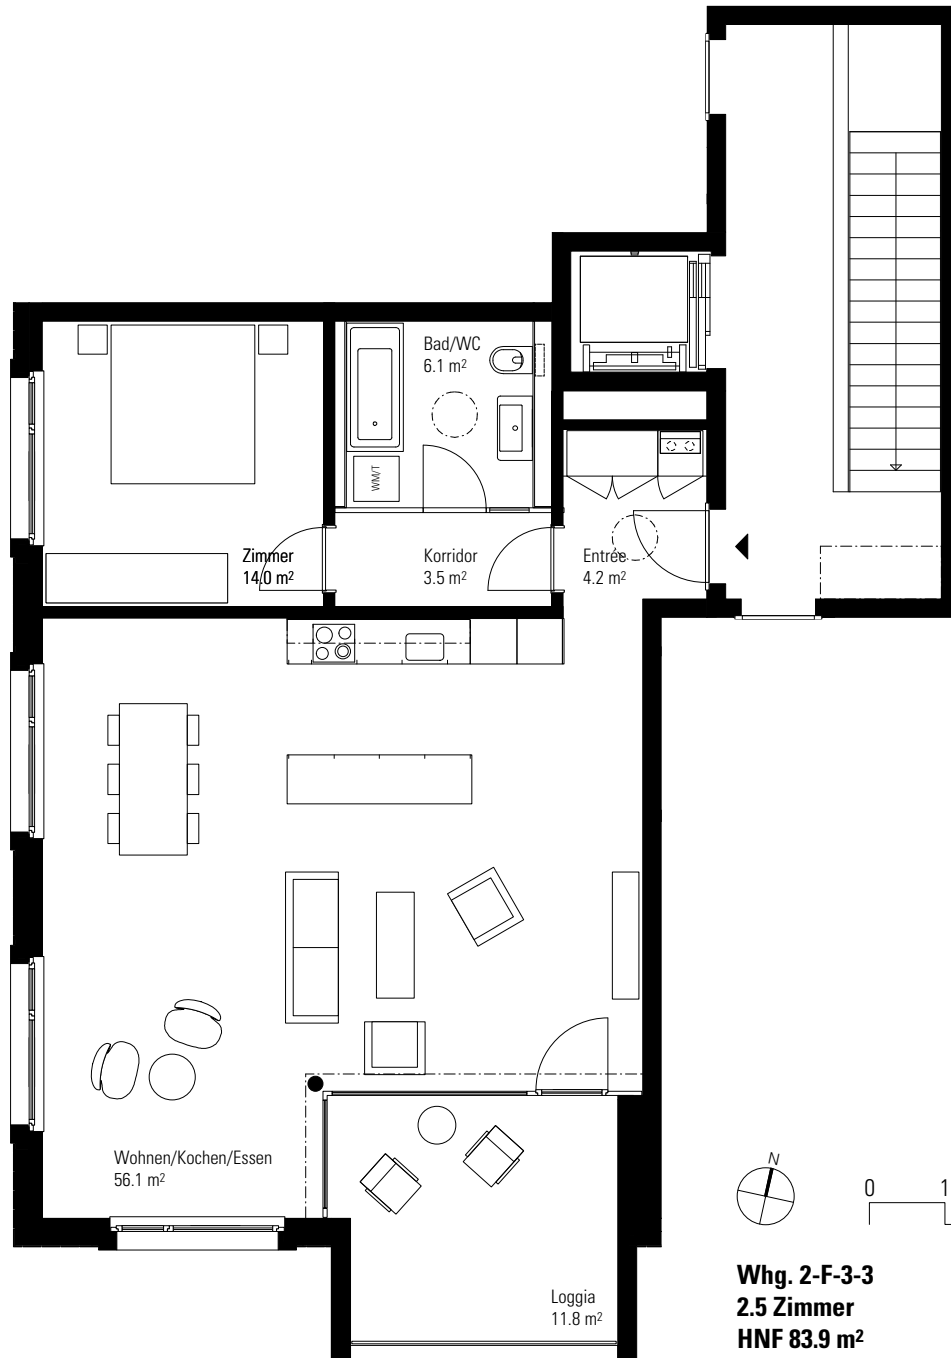 Bad/WC
6.1 m²
WM/T
Zimmer
14.0 m²
Korridor
3.5 m²
Entrée
4.2 m²
Wohnen/Kochen/Essen
56.1 m²
Loggia
11.8 m²
N
0 1
Whg. 2-F-3-3
2.5 Zimmer
HNF 83.9 m²